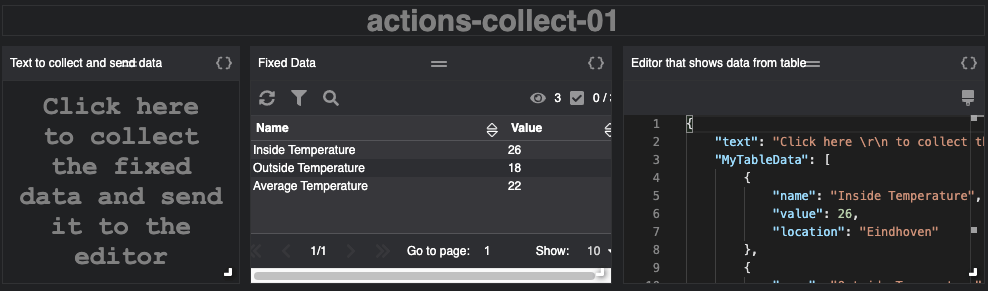 actions-collect-01
Text to collect and send data
Click here
to collect
the fixed
data and send
it to the
editor
Fixed Data
3 0 /
Name Value
Inside Temperature 26
Outside Temperature 18
Average Temperature 22
1/1 Go to page: 1 Show: 10
Editor that shows data from table
1 {
2 "text": "Click here \r\n to collect
3 "MyTableData": [
4 {
5 "name": "Inside Temperature",
6 "value": 26,
7 "location": "Eindhoven"
8 },
9 {